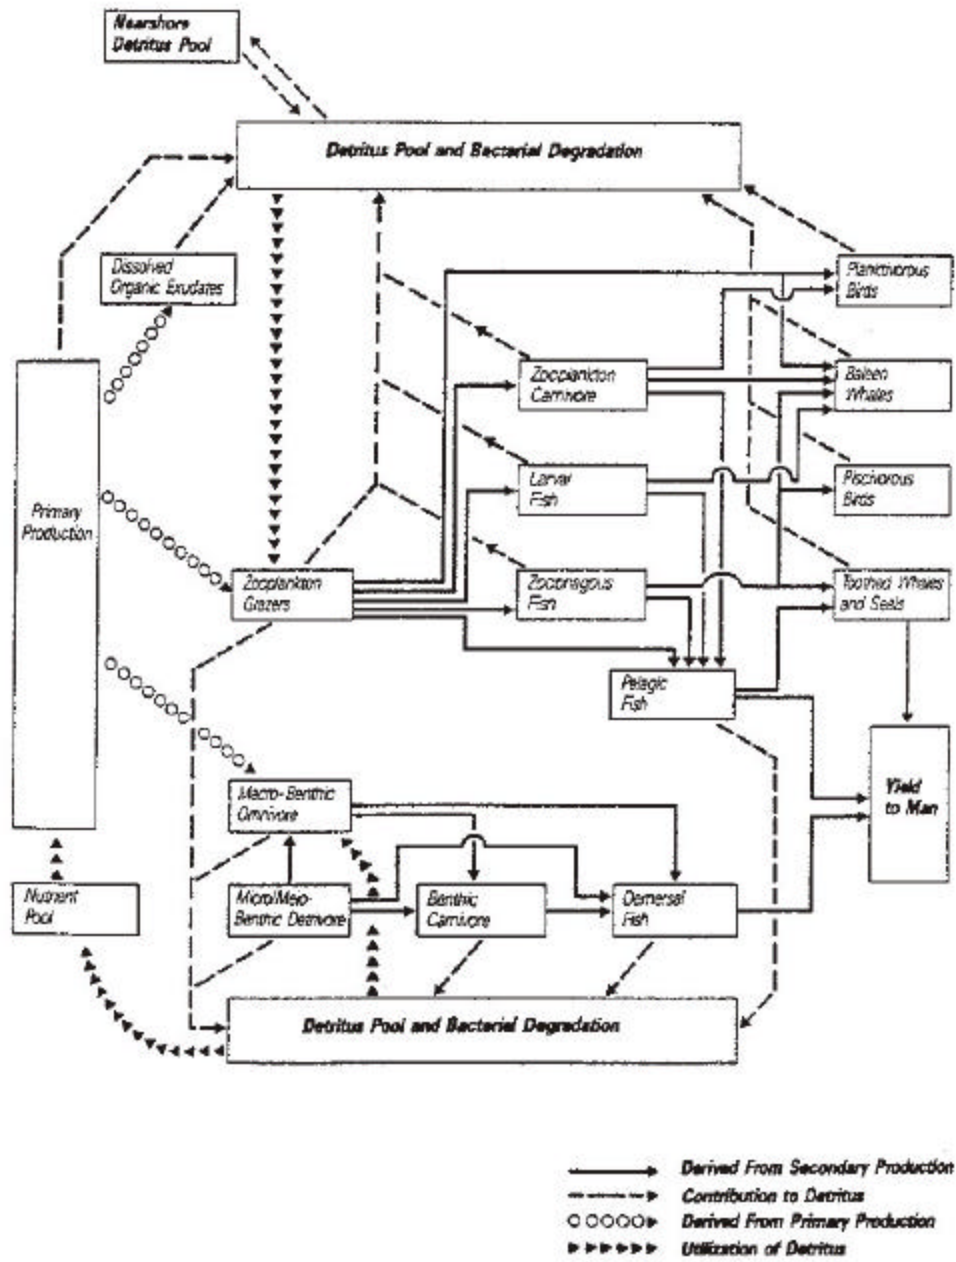 Nearshore
Detritus Pool
Detritus Pool and Bacterial Degradation
Dissolved
Organic Exudates
Planktivorous
Birds
Zooplankton
Carnivore
Baleen
Whales
Larval
Fish
Piscivorous
Birds
Primary
Production
Zooplankton
Grazers
Zoophagous
Fish
Toothed Whales
and Seals
Pelagic
Fish
Yield
to Man
Macro-Benthic
Omnivore
Nutrient
Pool
Micro/Meio-
Benthic Detrivore
Benthic
Carnivore
Demersal
Fish
Detritus Pool and Bacterial Degradation
Derived From Secondary Production
Contribution to Detritus
Derived From Primary Production
Utilization of Detritus